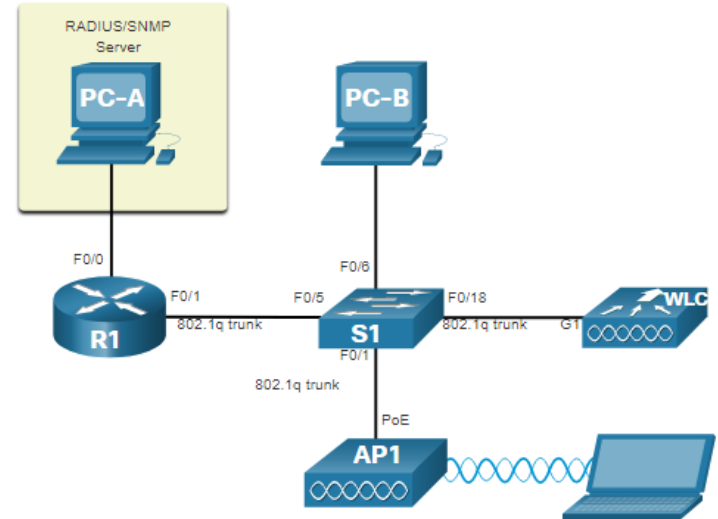 RADIUS/SNMP
Server
PC-A
PC-B
F0/0
F0/6
F0/1
F0/5
F0/18
WLC
802.1q trunk
802.1q trunk
G1
R1
S1
F0/1
802.1q trunk
PoE
AP1